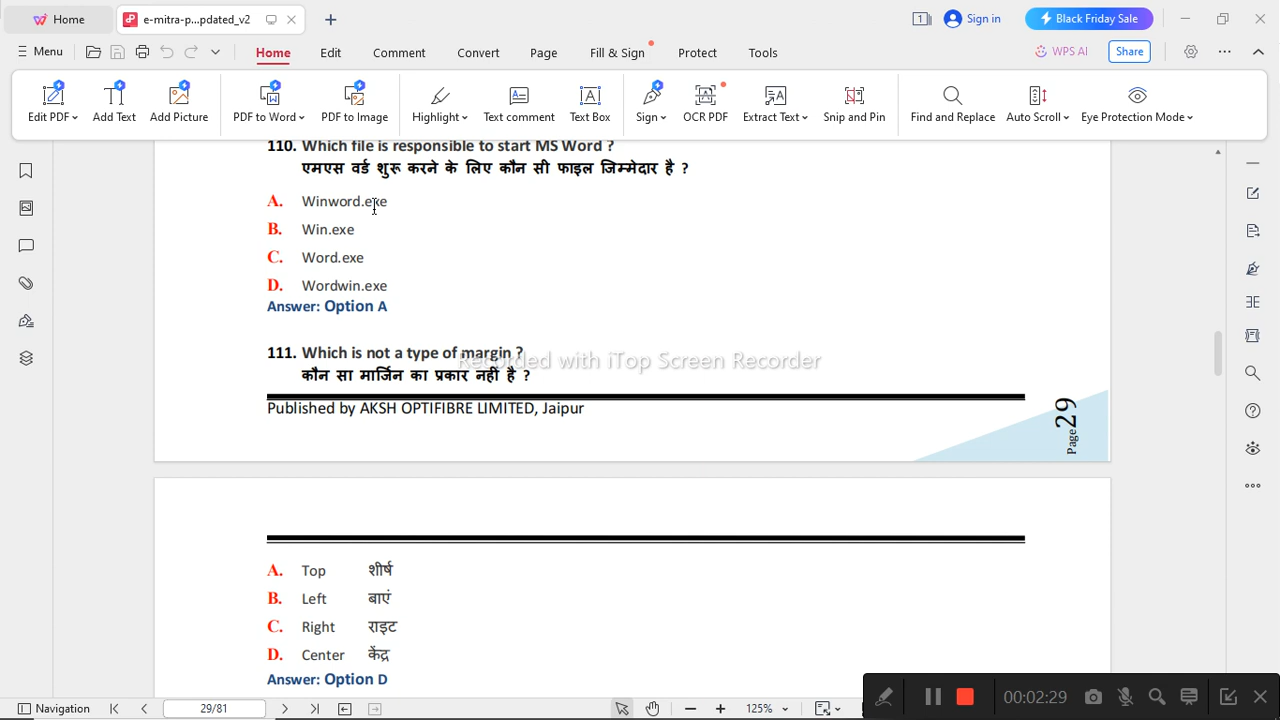 Home
e-mitra-p...pdated_v2
Sign in
Black Friday Sale
Menu
Home
Edit
Comment
Convert
Page
Fill & Sign
Protect
Tools
WPS AI
Share
Edit PDF
Add Text
Add Picture
PDF to Word
PDF to Image
Highlight
Text comment
Text Box
Sign
OCR PDF
Extract Text
Snip and Pin
Find and Replace
Auto Scroll
Eye Protection Mode
110. Which file is responsible to start MS Word ?
एमएस वर्ड शुरू करने के लिए कौन सी फाइल जिम्मेदार है ?
A. Winword.exe
B. Win.exe
C. Word.exe
D. Wordwin.exe
Answer: Option A
111. Which is not a type of margin ?
Recorded with iTop Screen Recorder
कौन सा मार्जिन का प्रकार नहीं है ?
Published by AKSH OPTIFIBRE LIMITED, Jaipur
Page 29
A. Top शीर्ष
B. Left बाएं
C. Right राइट
D. Center केंद्र
Answer: Option D
Navigation
29/81
125%
00:02:29